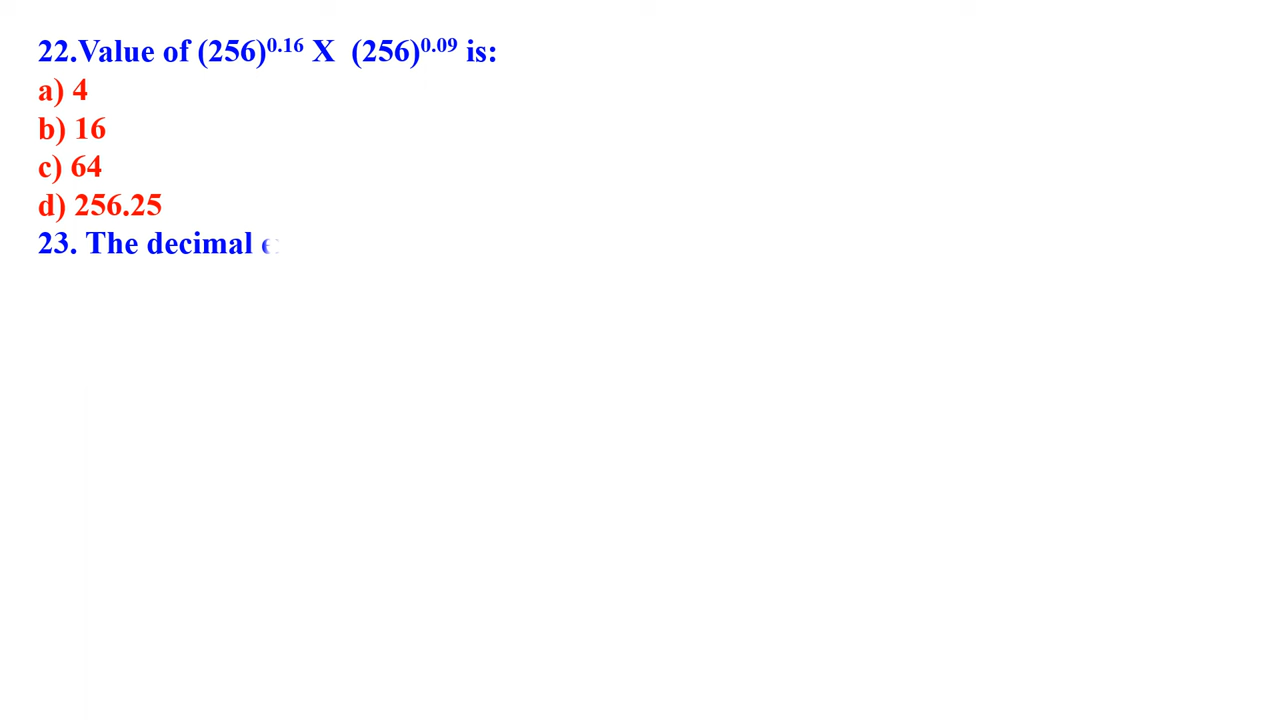 22.Value of (256)^0.16 X (256)^0.09 is:
a) 4
b) 16
c) 64
d) 256.25
23. The decimal